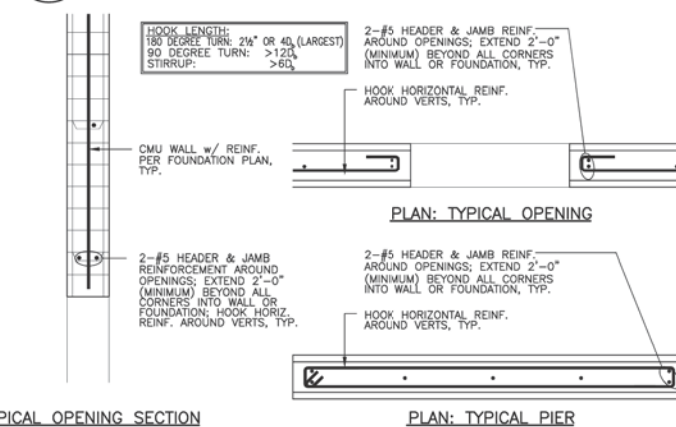 HOOK LENGTH:
180 DEGREE TURN: 2½" OR 4Db (LARGEST)
90 DEGREE TURN: >12Db
STIRRUP: >6Db
CMU WALL w/ REINF.
PER FOUNDATION PLAN,
TYP.
2-#5 HEADER & JAMB
REINFORCEMENT AROUND
OPENINGS; EXTEND 2'-0"
(MINIMUM) BEYOND ALL
CORNERS INTO WALL OR
FOUNDATION; HOOK HORIZ.
REINF. AROUND VERTS, TYP.
PICAL OPENING SECTION
2-#5 HEADER & JAMB REINF.
AROUND OPENINGS; EXTEND 2'-0"
(MINIMUM) BEYOND ALL CORNERS
INTO WALL OR FOUNDATION, TYP.
HOOK HORIZONTAL REINF.
AROUND VERTS, TYP.
PLAN: TYPICAL OPENING
2-#5 HEADER & JAMB REINF.
AROUND OPENINGS; EXTEND 2'-0"
(MINIMUM) BEYOND ALL CORNERS
INTO WALL OR FOUNDATION, TYP.
HOOK HORIZONTAL REINF.
AROUND VERTS, TYP.
PLAN: TYPICAL PIER